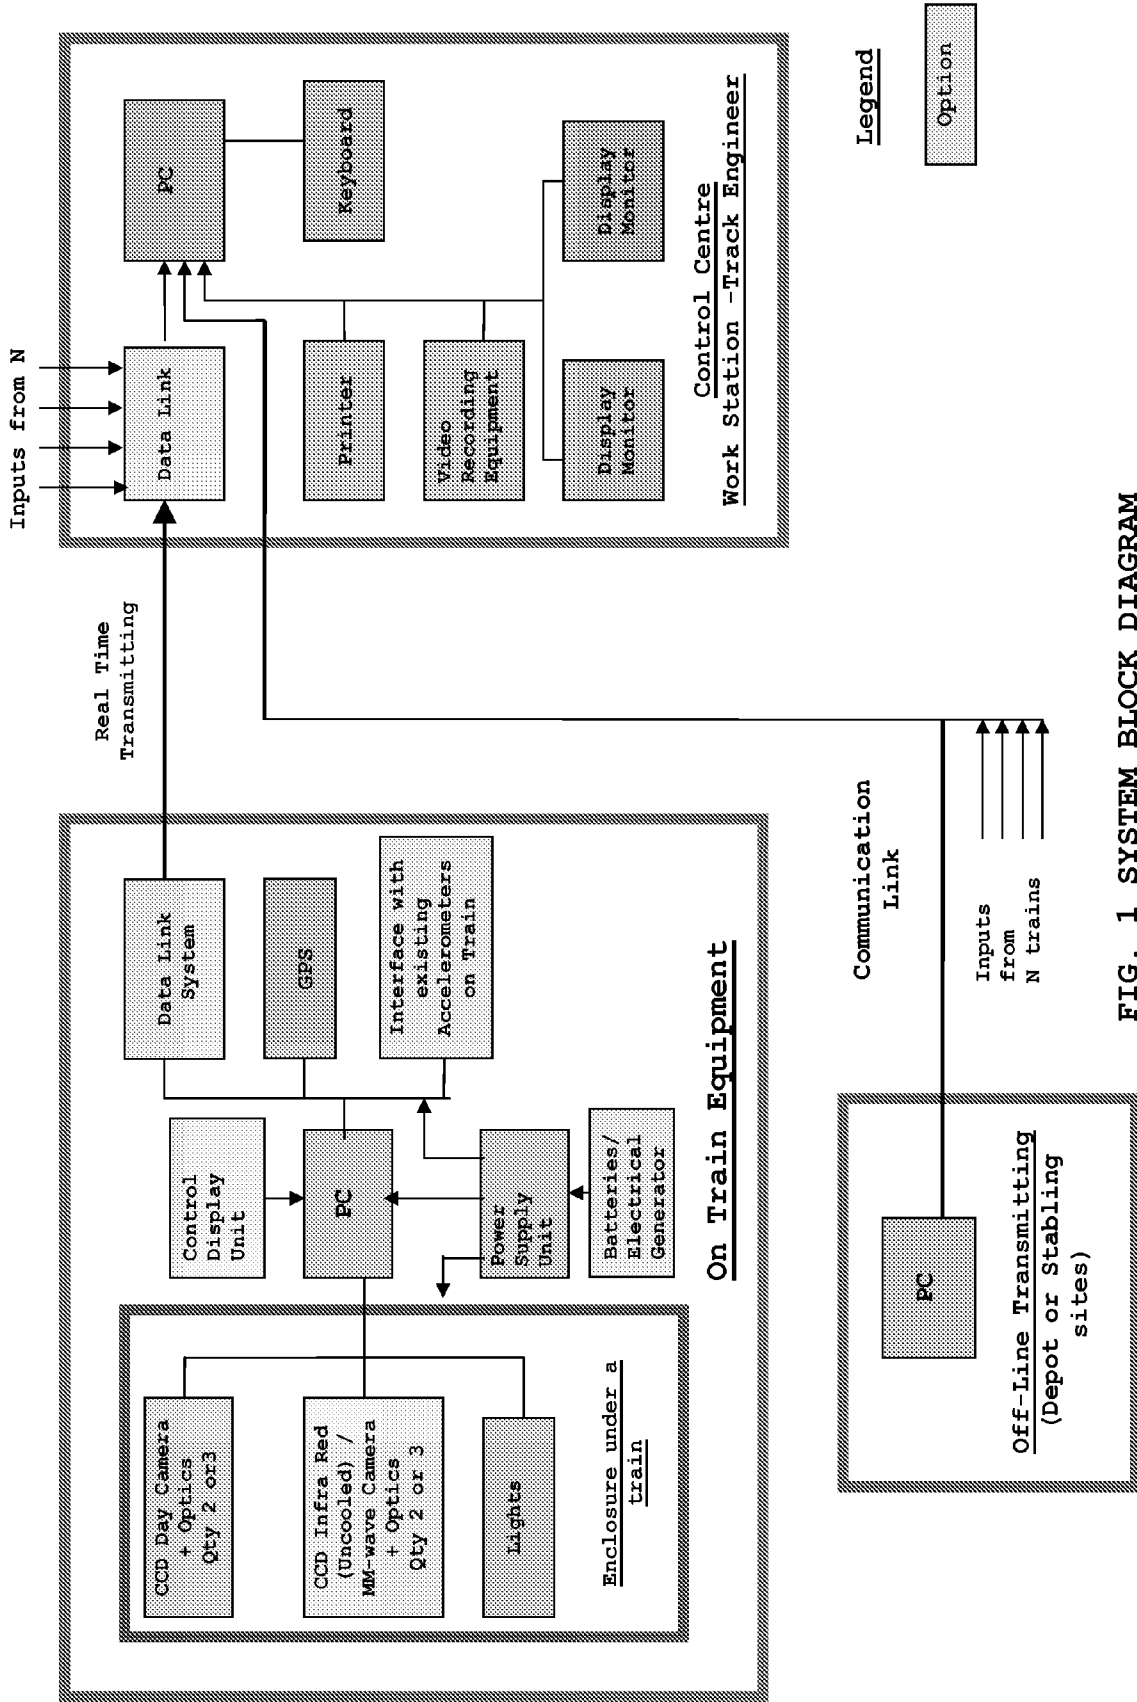 CCD Day Camera
+ Optics
Qty 2 or3
CCD Infra Red
(Uncooled) /
MM-wave Camera
+ Optics
Qty 2 or 3
Lights
Enclosure under a
train
Control
Display
Unit
PC
Power
Supply
Unit
Batteries/
Electrical
Generator
Data Link
System
GPS
Interface with
existing
Accelerometers
on Train
On Train Equipment
Real Time
Transmitting
Inputs from N
Data Link
PC
Keyboard
Printer
Video
Recording
Equipment
Display
Monitor
Display
Monitor
Control Centre
Work Station -Track Engineer
Legend
Option
PC
Off-Line Transmitting
(Depot or Stabling
sites)
Communication
Link
Inputs
from
N trains
FIG. 1 SYSTEM BLOCK DIAGRAM